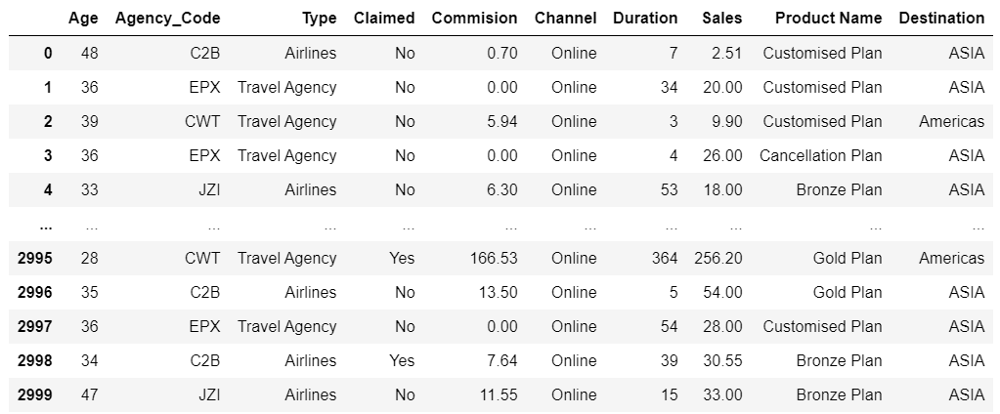 Age Agency_Code Type Claimed Commision Channel Duration Sales Product Name Destination
0 48 C2B Airlines No 0.70 Online 7 2.51 Customised Plan ASIA
1 36 EPX Travel Agency No 0.00 Online 34 20.00 Customised Plan ASIA
2 39 CWT Travel Agency No 5.94 Online 3 9.90 Customised Plan Americas
3 36 EPX Travel Agency No 0.00 Online 4 26.00 Cancellation Plan ASIA
4 33 JZI Airlines No 6.30 Online 53 18.00 Bronze Plan ASIA
... ... ... ... ... ... ... ... ... ... ...
2995 28 CWT Travel Agency Yes 166.53 Online 364 256.20 Gold Plan Americas
2996 35 C2B Airlines No 13.50 Online 5 54.00 Gold Plan ASIA
2997 36 EPX Travel Agency No 0.00 Online 54 28.00 Customised Plan ASIA
2998 34 C2B Airlines Yes 7.64 Online 39 30.55 Bronze Plan ASIA
2999 47 JZI Airlines No 11.55 Online 15 33.00 Bronze Plan ASIA